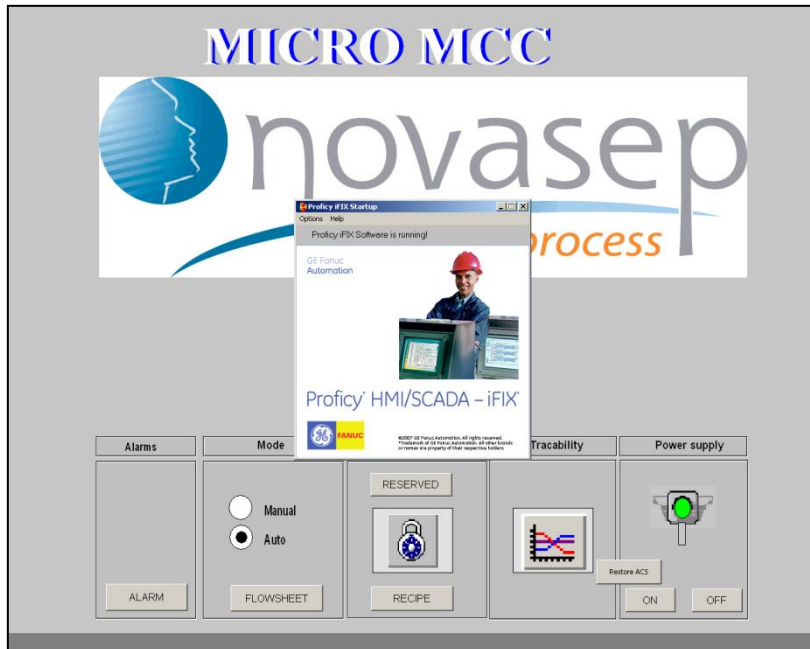 MICRO MCC
novasep
process
Proficy iFIX Startup
Options Help
Proficy iFIX Software is running!
GE Fanuc
Automation
Proficy* HMI/SCADA – iFIX*
GE
FANUC
©2007 GE Fanuc Automation. All rights reserved.
*Trademark of GE Fanuc Automation. All other brands
or names are property of their respective holders.
Alarms
Mode
Tracability
Power supply
RESERVED
Manual
Auto
Restore ACS
ALARM
FLOWSHEET
RECIPE
ON
OFF